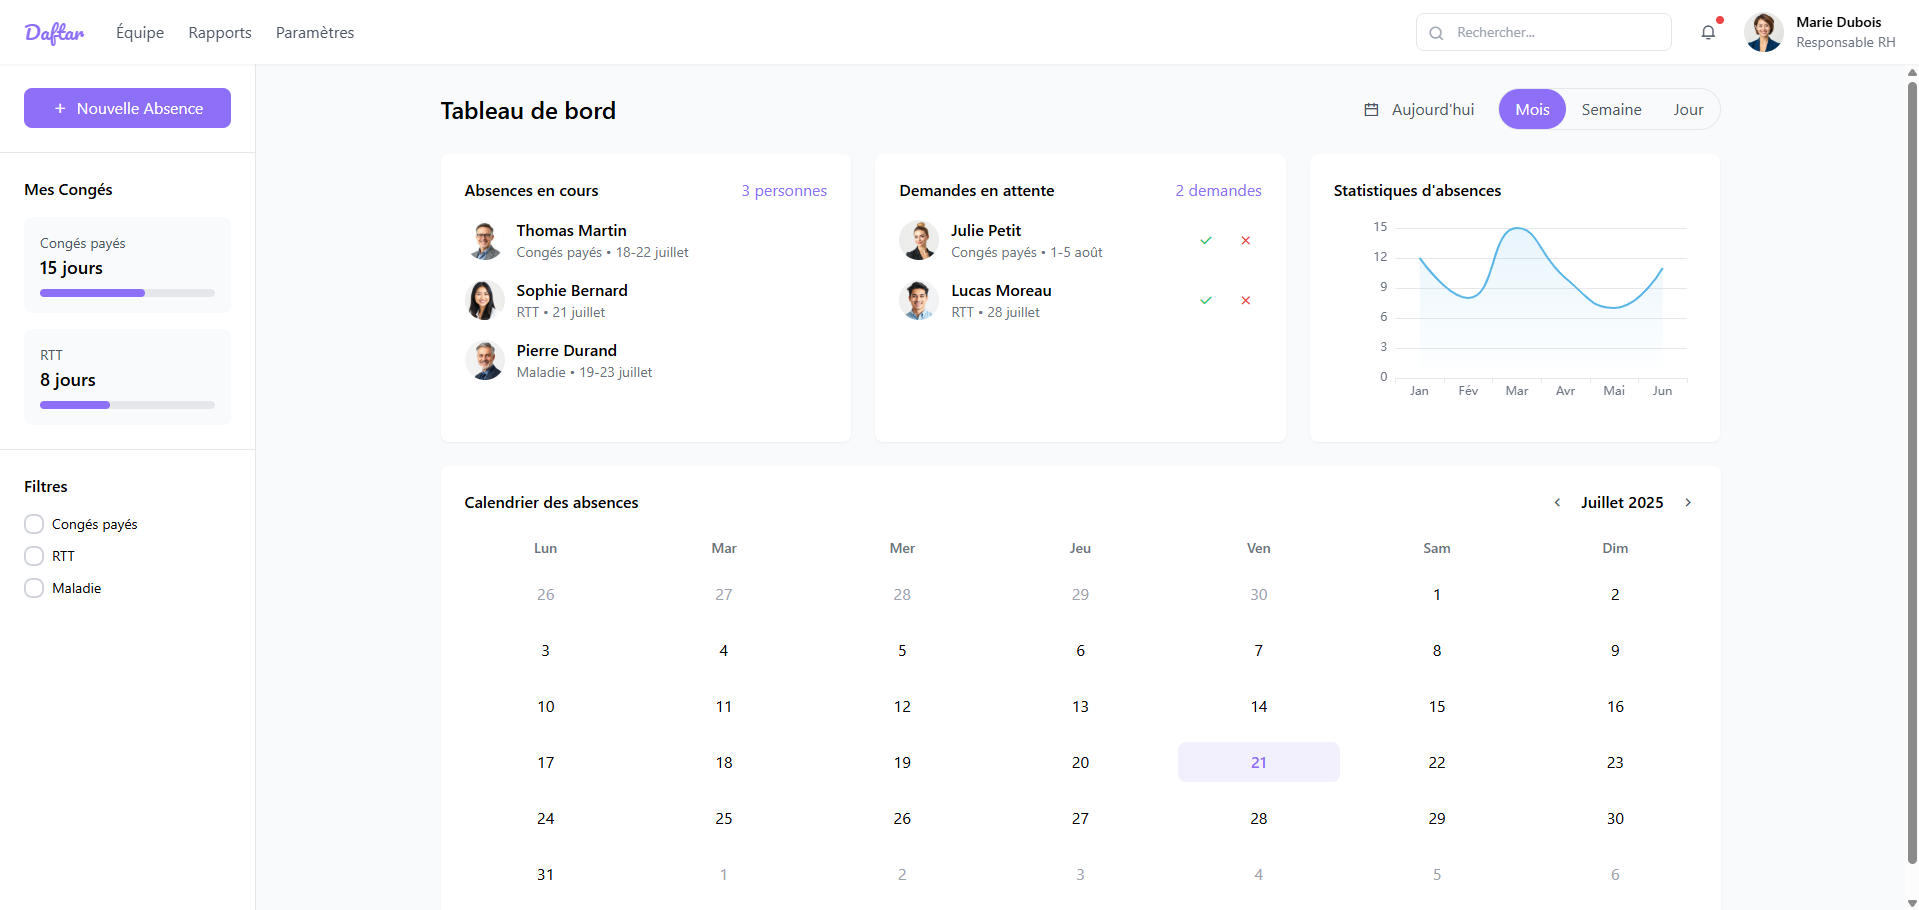 Daftar
Équipe
Rapports
Paramètres
Rechercher...
Marie Dubois
Responsable RH
+ Nouvelle Absence
Mes Congés
Congés payés
15 jours
RTT
8 jours
Filtres
Congés payés
RTT
Maladie
Tableau de bord
Aujourd'hui
Mois
Semaine
Jour
Absences en cours
3 personnes
Thomas Martin
Congés payés • 18-22 juillet
Sophie Bernard
RTT • 21 juillet
Pierre Durand
Maladie • 19-23 juillet
Demandes en attente
2 demandes
Julie Petit
Congés payés • 1-5 août
Lucas Moreau
RTT • 28 juillet
Statistiques d'absences
15
12
9
6
3
0
Jan Fév Mar Avr Mai Jun
Calendrier des absences
Juillet 2025
Lun Mar Mer Jeu Ven Sam Dim
26 27 28 29 30 1 2
3 4 5 6 7 8 9
10 11 12 13 14 15 16
17 18 19 20 21 22 23
24 25 26 27 28 29 30
31 1 2 3 4 5 6